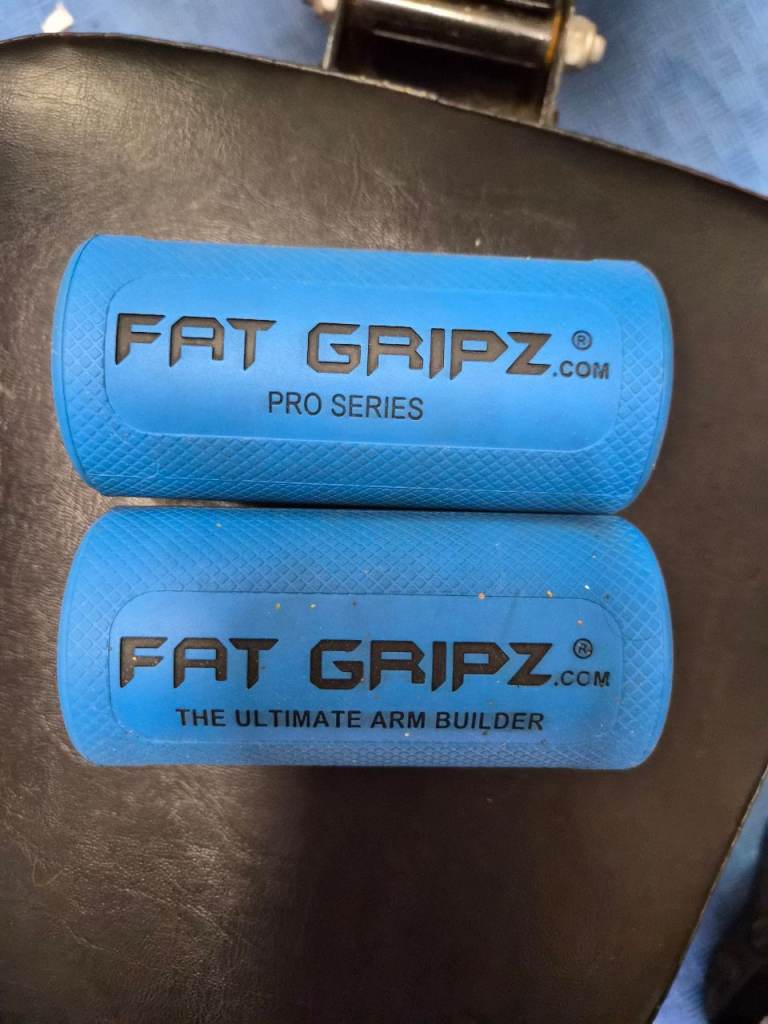 FAT GRIPZ®.COM
PRO SERIES
FAT GRIPZ®.COM
THE ULTIMATE ARM BUILDER